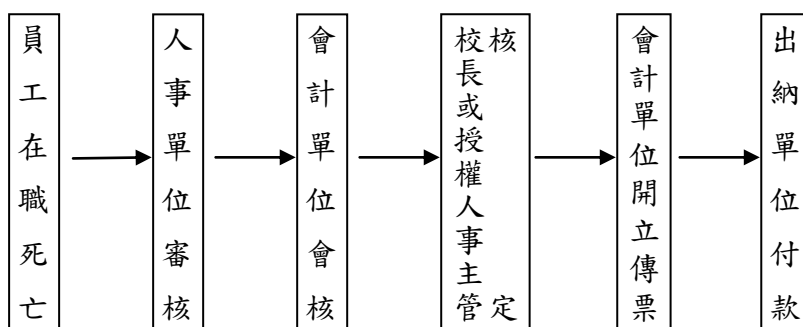 員工在職死亡
人事單位審核
會計單位會核
校長或授權人事主管
核定
會計單位開立傳票
出納單位付款